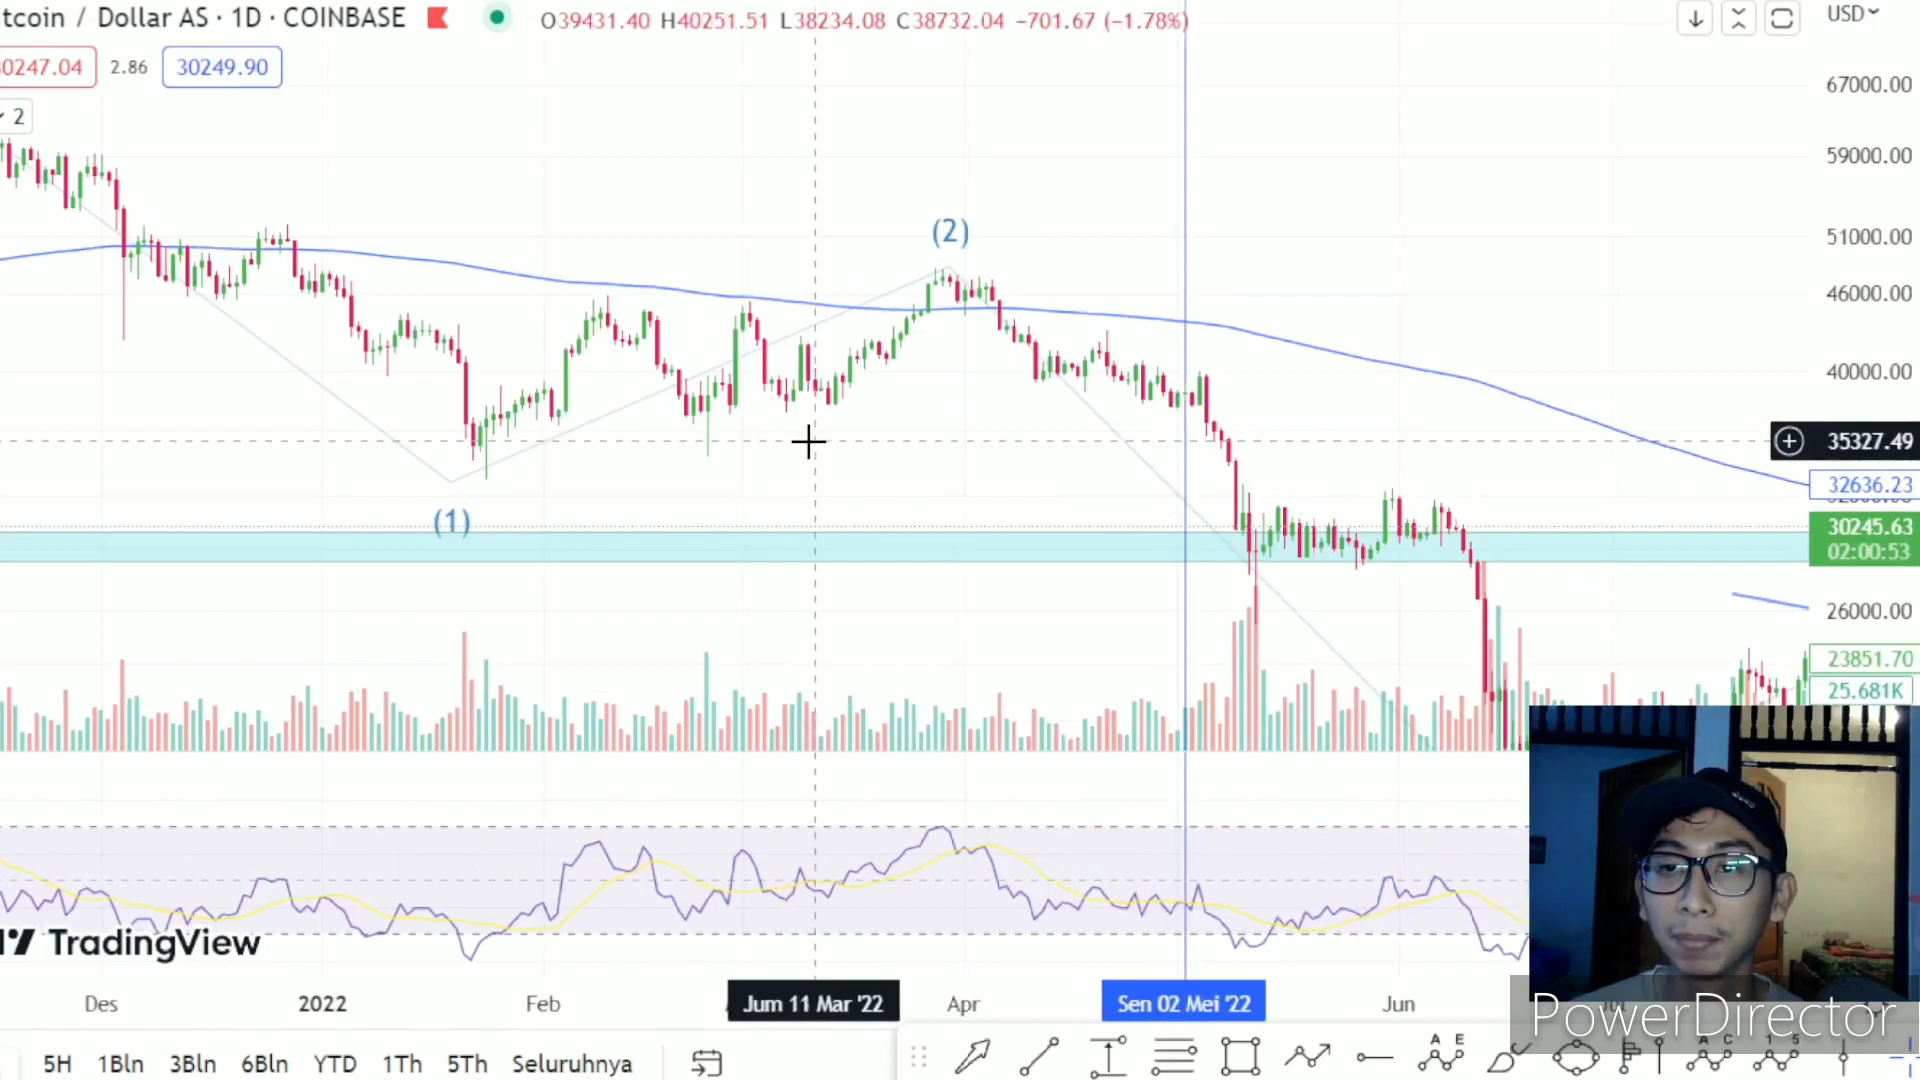 tcoin / Dollar AS · 1D · COINBASE
O39431.40 H40251.51 L38234.08 C38732.04 −701.67 (−1.78%)
USD
30247.04 2.86 30249.90
2
67000.00
59000.00
51000.00
46000.00
40000.00
35327.49
32636.23
30245.63
02:00:53
26000.00
23851.70
25.681K
(2)
(1)
TradingView
Des
2022
Feb
Jum 11 Mar '22
Apr
Sen 02 Mei '22
Jun
PowerDirector
5H 1Bln 3Bln 6Bln YTD 1Th 5Th Seluruhnya
A E
A C
1 5